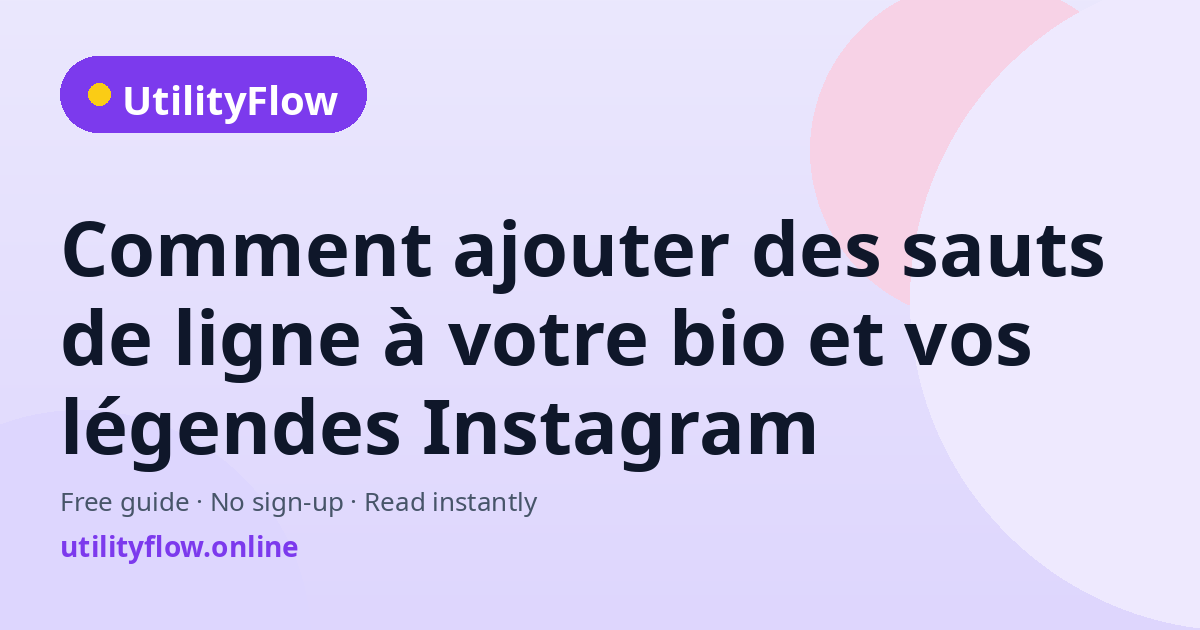 UtilityFlow
Comment ajouter des sauts
de ligne à votre bio et vos
légendes Instagram
Free guide · No sign-up · Read instantly
utilityflow.online